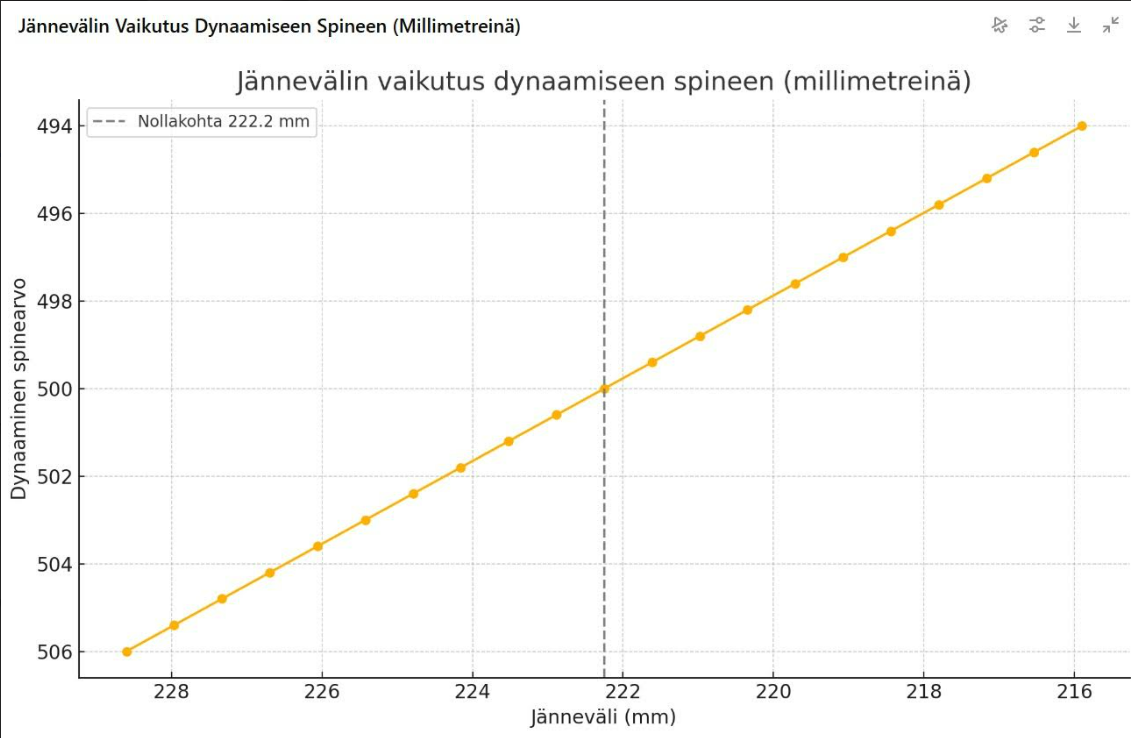 Jännevälin Vaikutus Dynaamiseen Spineen (Millimetreinä)
Jännevälin vaikutus dynaamiseen spineen (millimetreinä)
Nollakohta 222.2 mm
494
496
498
500
502
504
506
Dynaaminen spinearvo
228
226
224
222
220
218
216
Jänneväli (mm)